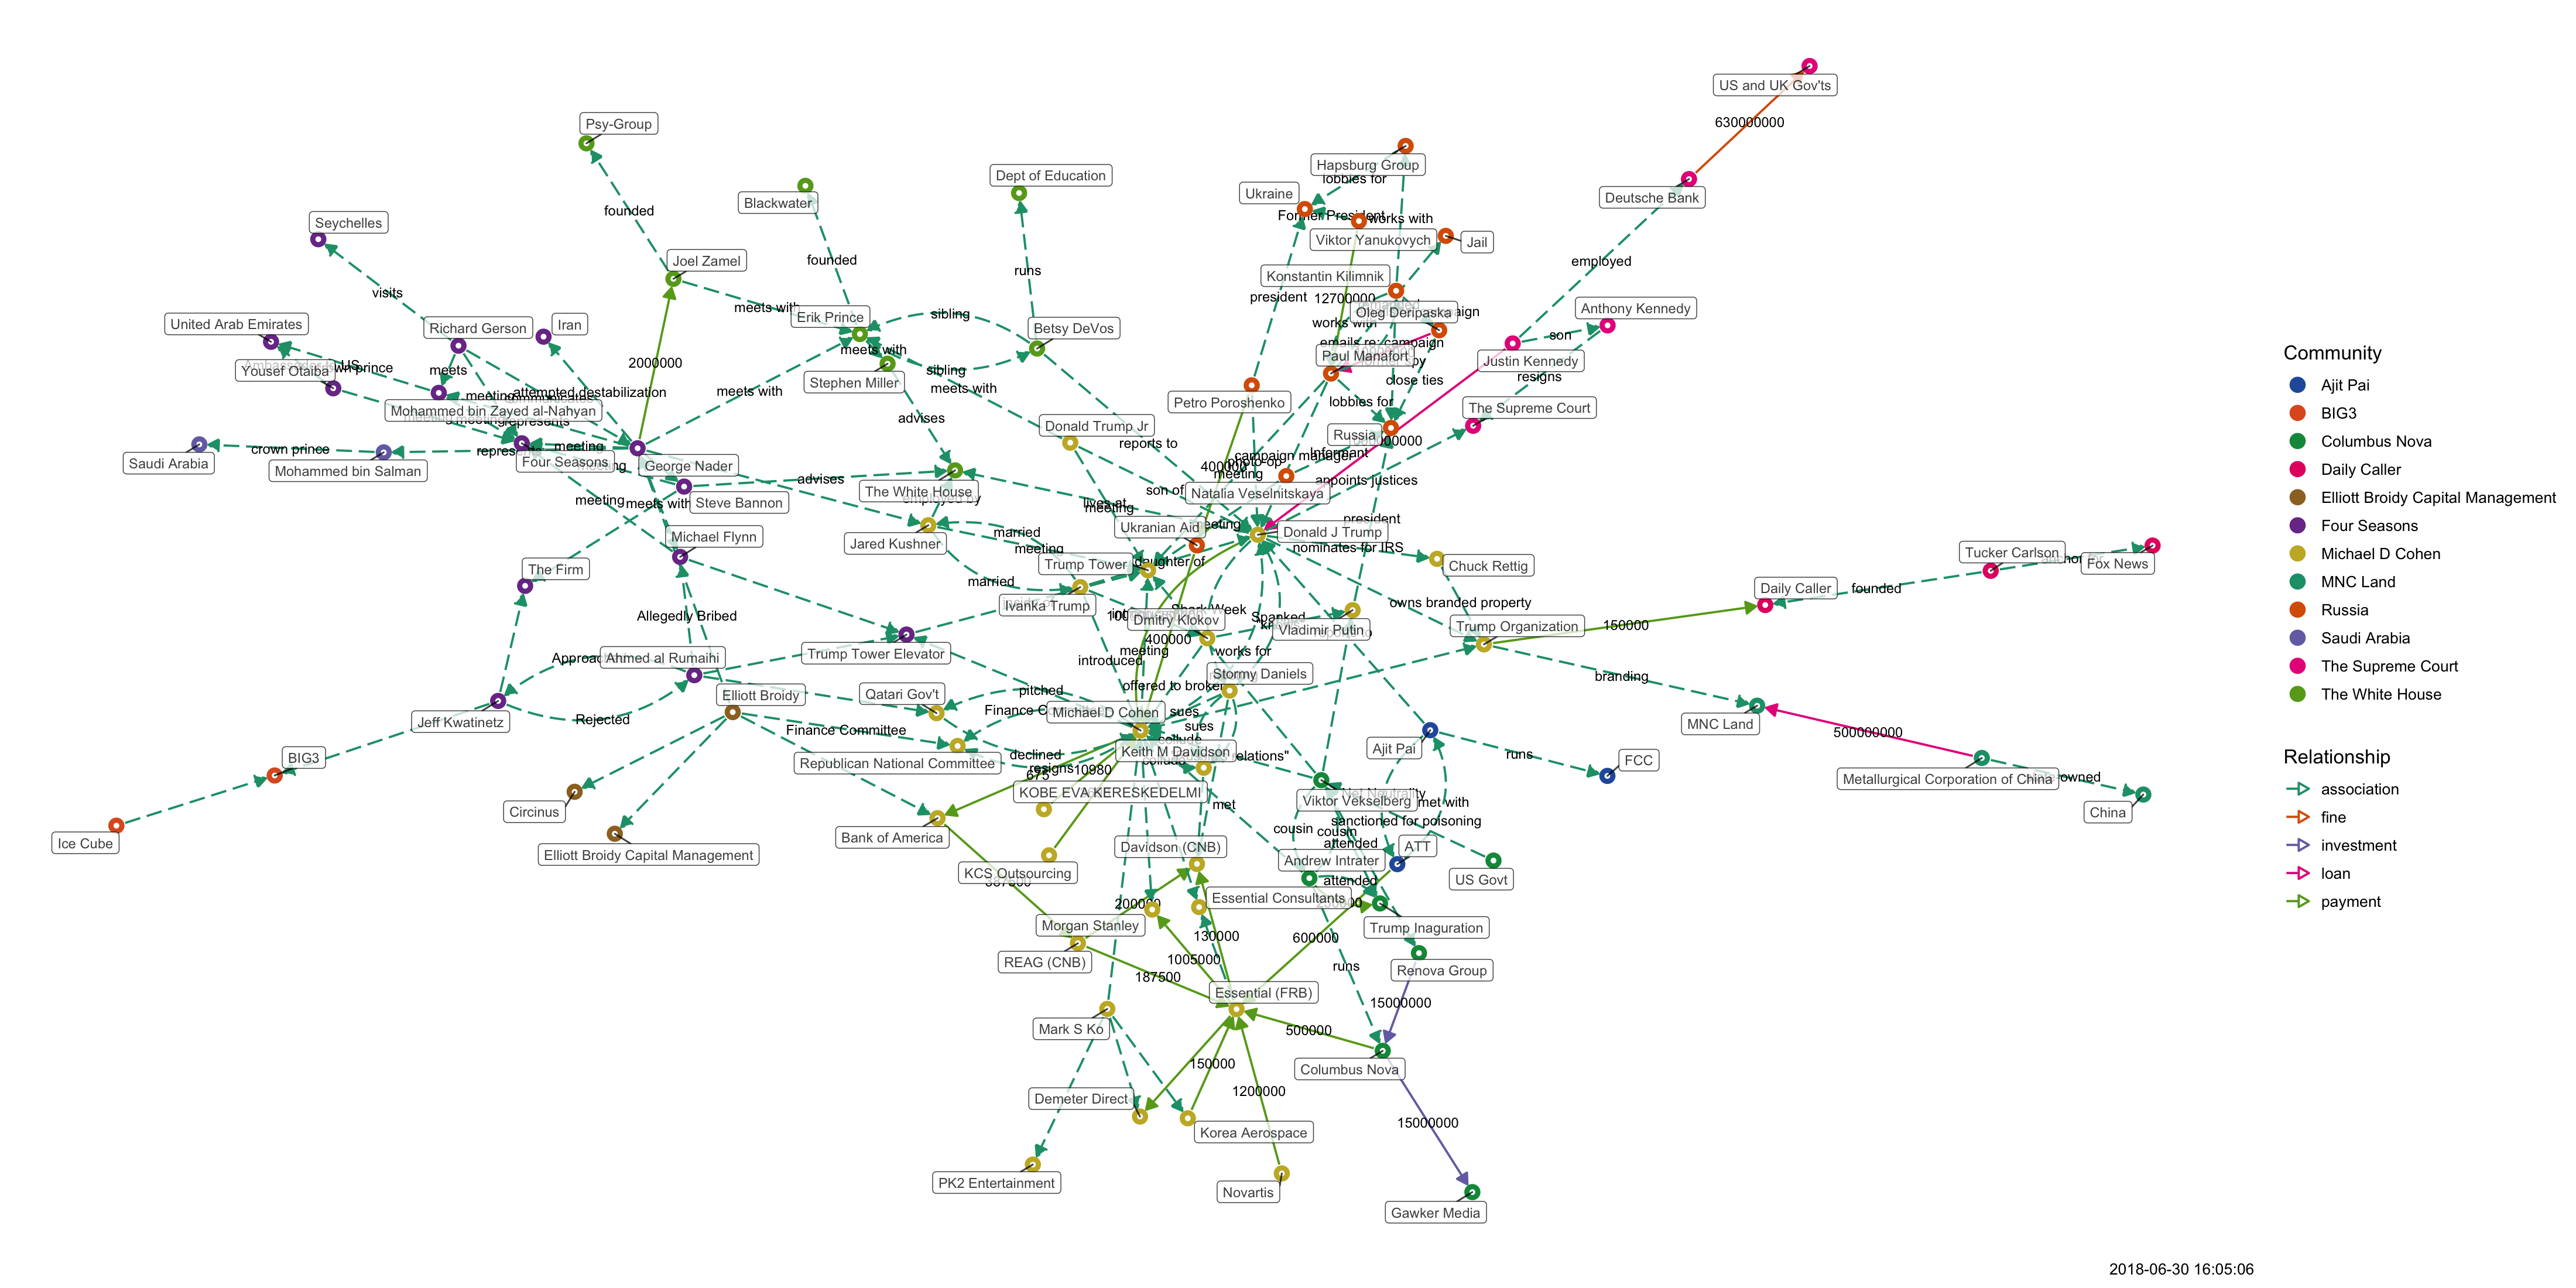 US and UK Gov'ts
630000000
Psy-Group
Hapsburg Group
lobbies for
Dept of Education
Ukraine
Deutsche Bank
Blackwater
founded
Seychelles
Former President
works with
Viktor Yanukovych
Jail
Joel Zamel
founded
runs
employed
Konstantin Kilimnik
visits
president
12700000
Anthony Kennedy
meets with
Erik Prince
sibling
Oleg Deripaska
United Arab Emirates
Richard Gerson
Iran
Betsy DeVos
works with
son
emails re: campaign
meets with
Paul Manafort
Justin Kennedy
Yousef Otaiba
2000000
meets
sibling
Stephen Miller
close ties
resigns
meets with
meets with
attempted destabilization
Petro Poroshenko
lobbies for
The Supreme Court
Mohammed bin Zayed al-Nahyan
advises
Donald Trump Jr
Russia
reports to
crown prince
meeting
Saudi Arabia
Mohammed bin Salman
Four Seasons
George Nader
campaign manager
Informant
400000
meeting
advises
appoints justices
The White House
employed by
son of
Natalia Veselnitskaya
meeting
meets with
Steve Bannon
lives at
meeting
president
Ukranian Aid
meeting
Donald J Trump
Michael Flynn
Jared Kushner
married
meeting
nominates for IRS
Tucker Carlson
Fox News
The Firm
Trump Tower
daughter of
Chuck Rettig
married
Daily Caller
founded
Ivanka Trump
owns branded property
Allegedly Bribed
Dmitry Klokov
Shark Week
Spanked
Vladimir Putin
Trump Organization
150000
400000
Trump Tower Elevator
meeting
works for
Ahmed al Rumaihi
introduced
Stormy Daniels
branding
offered to broker
Elliott Broidy
Qatari Gov't
pitched
Michael D Cohen
sues
Jeff Kwatinetz
Rejected
MNC Land
500000000
Finance Committee
sues
Keith M Davidson
relations"
Ajit Pai
runs
FCC
BIG3
Republican National Committee
declined
resigns
675
10980
Metallurgical Corporation of China
owned
KOBE EVA KERESKEDELMI
Viktor Vekselberg
met with
met
China
Circinus
sanctioned for poisoning
cousin
cousin
Ice Cube
Bank of America
attended
ATT
Davidson (CNB)
Elliott Broidy Capital Management
Andrew Intrater
KCS Outsourcing
US Govt
attended
Essential Consultants
200000
Morgan Stanley
Trump Inaguration
130000
600000
REAG (CNB)
1005000
runs
Renova Group
187500
Essential (FRB)
15000000
Mark S Ko
500000
150000
Columbus Nova
1200000
Demeter Direct
15000000
Korea Aerospace
PK2 Entertainment
Novartis
Gawker Media
Community
Ajit Pai
BIG3
Columbus Nova
Daily Caller
Elliott Broidy Capital Management
Four Seasons
Michael D Cohen
MNC Land
Russia
Saudi Arabia
The Supreme Court
The White House
Relationship
association
fine
investment
loan
payment
2018-06-30 16:05:06